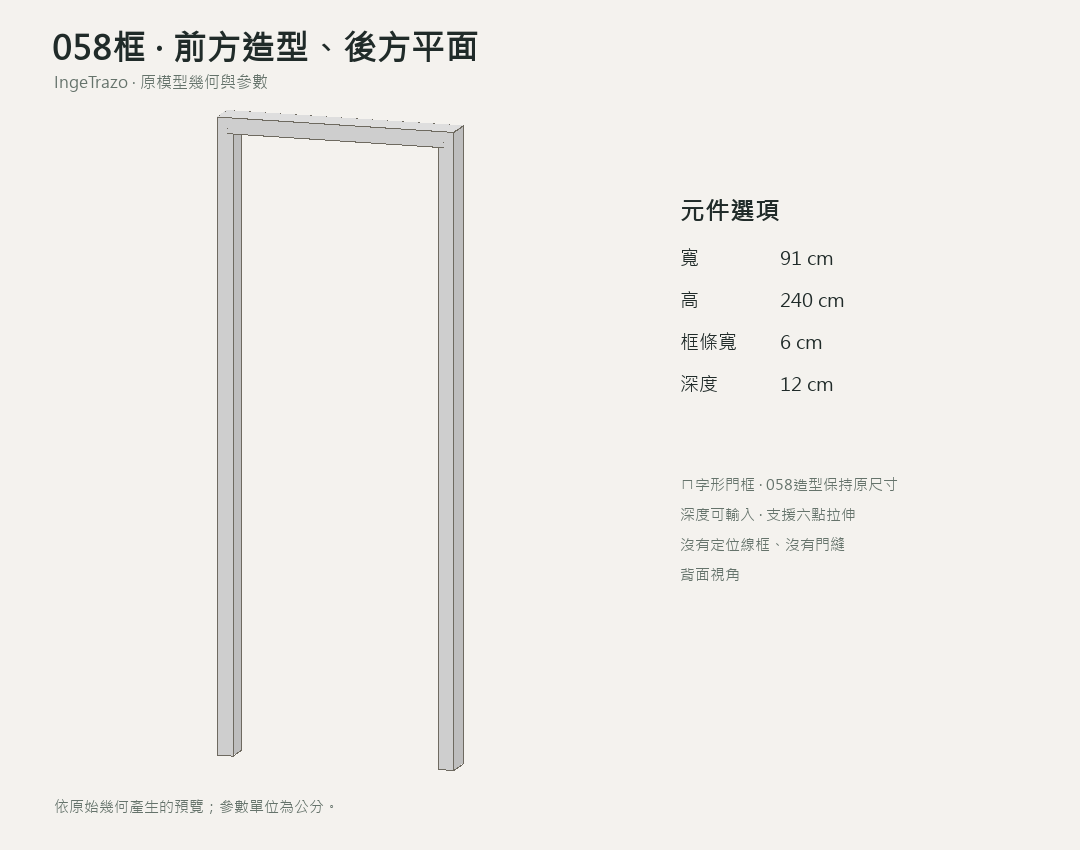 058框 · 前方造型、後方平面
IngeTrazo · 原模型幾何與參數
元件選項
寬 91 cm
高 240 cm
框條寬 6 cm
深度 12 cm
ㄇ字形門框 · 058造型保持原尺寸
深度可輸入 · 支援六點拉伸
沒有定位線框、沒有門縫
背面視角
依原始幾何產生的預覽；參數單位為公分。